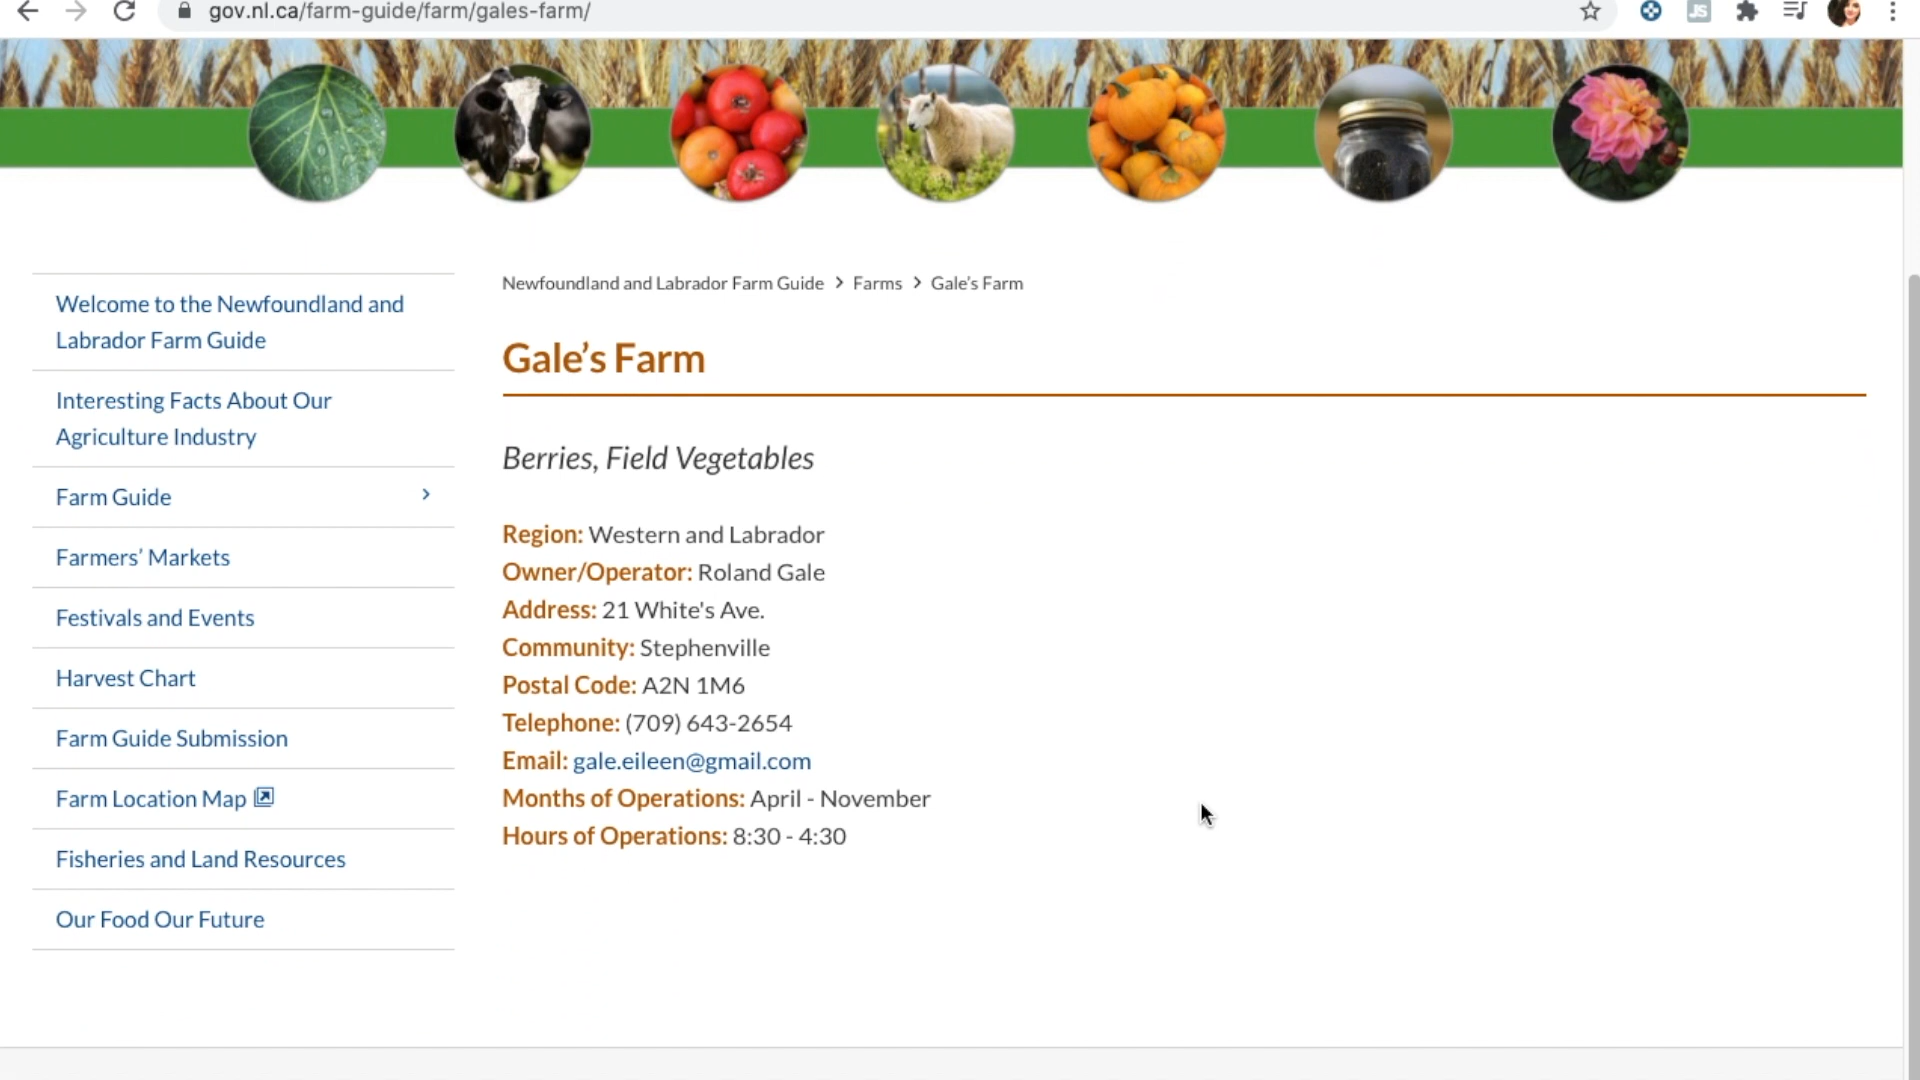 gov.nl.ca/farm-guide/farm/gales-farm/
JS
Newfoundland and Labrador Farm Guide > Farms > Gale's Farm
Welcome to the Newfoundland and
Labrador Farm Guide
Interesting Facts About Our
Agriculture Industry
Farm Guide
Farmers’ Markets
Festivals and Events
Harvest Chart
Farm Guide Submission
Farm Location Map
Fisheries and Land Resources
Our Food Our Future
Gale’s Farm
Berries, Field Vegetables
Region: Western and Labrador
Owner/Operator: Roland Gale
Address: 21 White's Ave.
Community: Stephenville
Postal Code: A2N 1M6
Telephone: (709) 643-2654
Email: gale.eileen@gmail.com
Months of Operations: April - November
Hours of Operations: 8:30 - 4:30